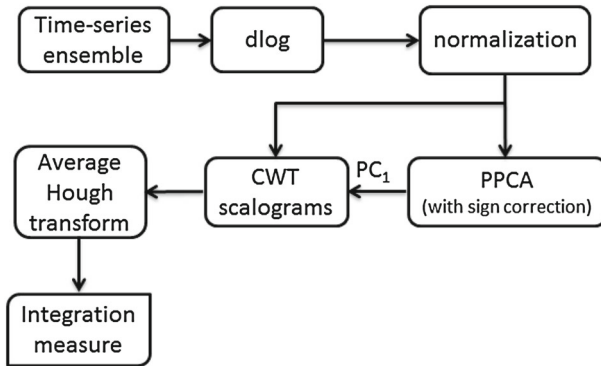 Time-series
ensemble
dlog
normalization
Average
Hough
transform
CWT
scalograms
PC₁
PPCA
(with sign correction)
Integration
measure